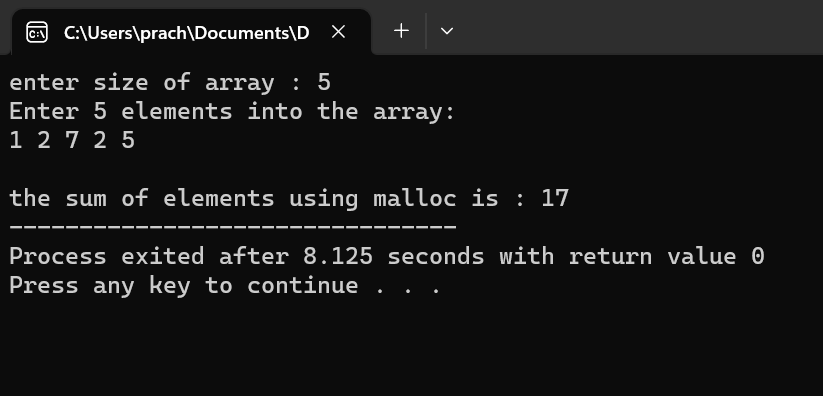 C:\Users\prach\Documents\D
enter size of array : 5
Enter 5 elements into the array:
1 2 7 2 5
the sum of elements using malloc is : 17
--------------------------------
Process exited after 8.125 seconds with return value 0
Press any key to continue . . .